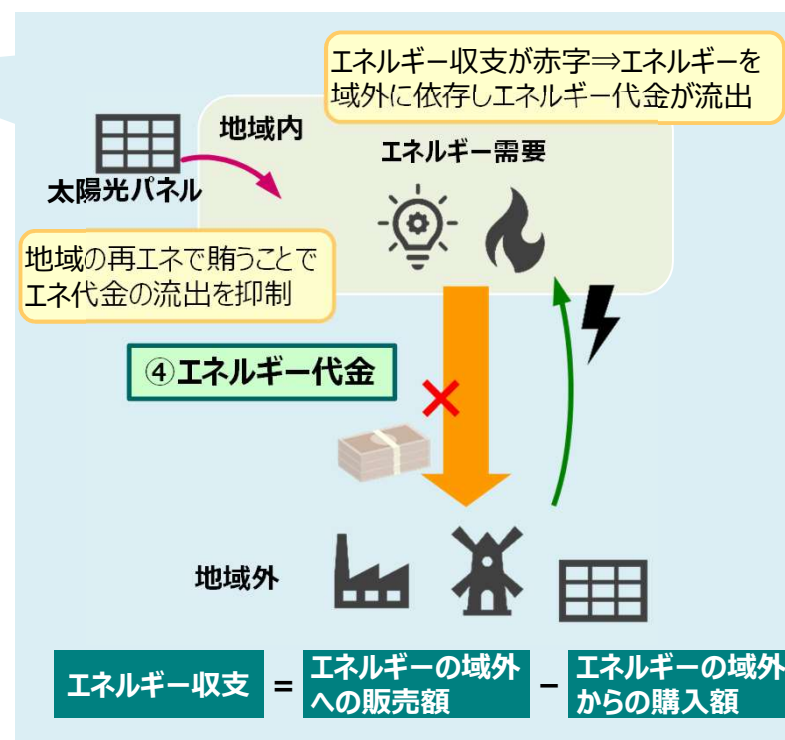 エネルギー収支が赤字⇒エネルギーを
域外に依存しエネルギー代金が流出
地域内
エネルギー需要
太陽光パネル
地域の再エネで賄うことで
エネ代金の流出を抑制
④エネルギー代金
地域外
エネルギー収支 = エネルギーの域外 − エネルギーの域外
への販売額 からの購入額